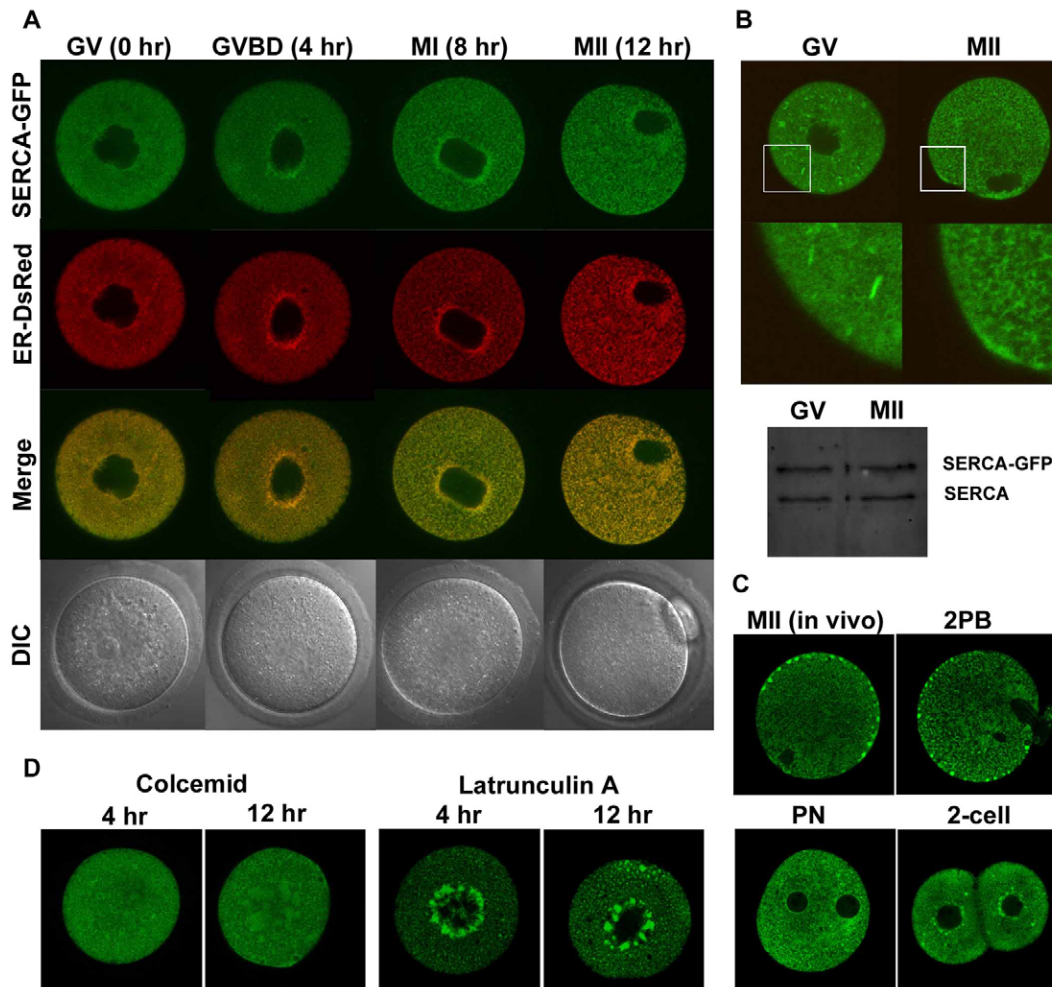 A
GV (0 hr) GVBD (4 hr) MI (8 hr) MII (12 hr)
SERCA-GFP
ER-DsRed
Merge
DIC
B
GV MII
GV MII
SERCA-GFP
SERCA
C
MII (in vivo) 2PB
PN 2-cell
D
Colcemid Latrunculin A
4 hr 12 hr 4 hr 12 hr